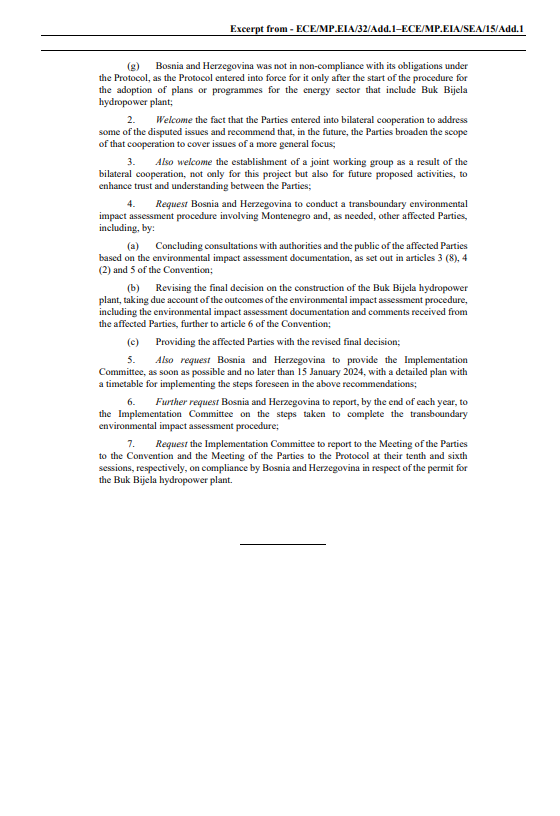 Excerpt from - ECE/MP.EIA/32/Add.1–ECE/MP.EIA/SEA/15/Add.1
(g) Bosnia and Herzegovina was not in non-compliance with its obligations under
the Protocol, as the Protocol entered into force for it only after the start of the procedure for
the adoption of plans or programmes for the energy sector that include Buk Bijela
hydropower plant;
2. Welcome the fact that the Parties entered into bilateral cooperation to address
some of the disputed issues and recommend that, in the future, the Parties broaden the scope
of that cooperation to cover issues of a more general focus;
3. Also welcome the establishment of a joint working group as a result of the
bilateral cooperation, not only for this project but also for future proposed activities, to
enhance trust and understanding between the Parties;
4. Request Bosnia and Herzegovina to conduct a transboundary environmental
impact assessment procedure involving Montenegro and, as needed, other affected Parties,
including, by:
(a) Concluding consultations with authorities and the public of the affected Parties
based on the environmental impact assessment documentation, as set out in articles 3 (8), 4
(2) and 5 of the Convention;
(b) Revising the final decision on the construction of the Buk Bijela hydropower
plant, taking due account of the outcomes of the environmental impact assessment procedure,
including the environmental impact assessment documentation and comments received from
the affected Parties, further to article 6 of the Convention;
(c) Providing the affected Parties with the revised final decision;
5. Also request Bosnia and Herzegovina to provide the Implementation
Committee, as soon as possible and no later than 15 January 2024, with a detailed plan with
a timetable for implementing the steps foreseen in the above recommendations;
6. Further request Bosnia and Herzegovina to report, by the end of each year, to
the Implementation Committee on the steps taken to complete the transboundary
environmental impact assessment procedure;
7. Request the Implementation Committee to report to the Meeting of the Parties
to the Convention and the Meeting of the Parties to the Protocol at their tenth and sixth
sessions, respectively, on compliance by Bosnia and Herzegovina in respect of the permit for
the Buk Bijela hydropower plant.